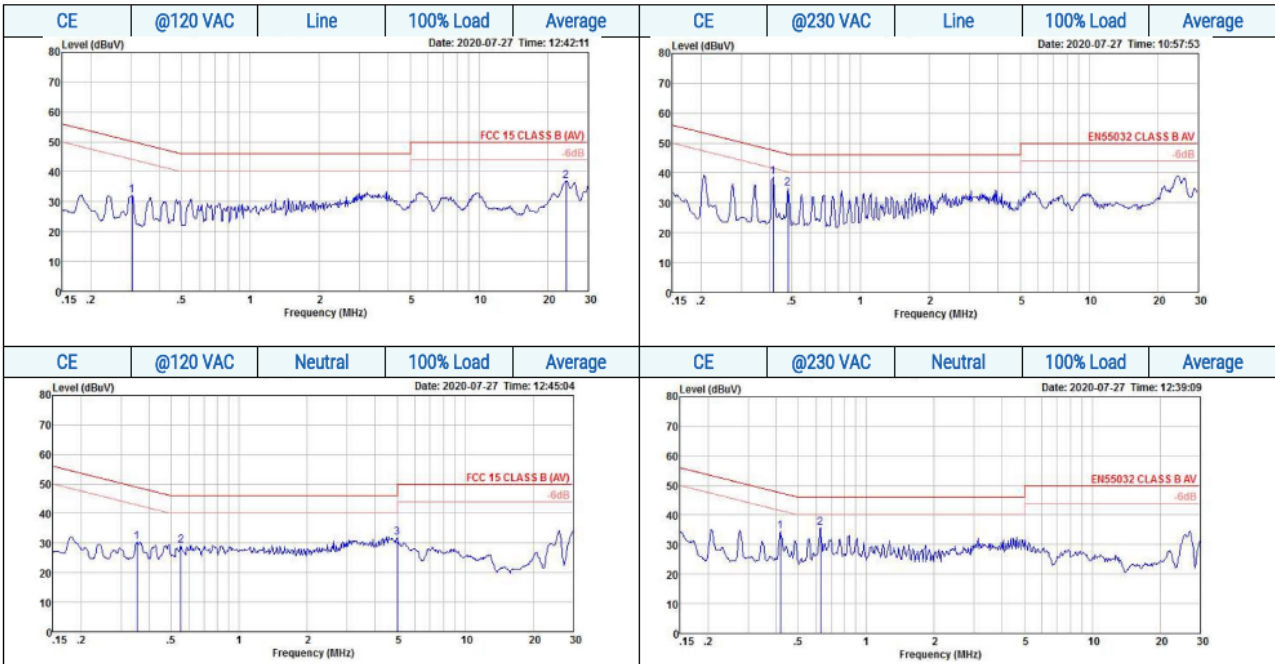 CE @120 VAC Line 100% Load Average
Level (dBuV) Date: 2020-07-27 Time: 12:42:11
80
70
60
FCC 15 CLASS B (AV)
50
-6dB
40
1 2
30
20
10
0
.15 .2 .5 1 2 5 10 20 30
Frequency (MHz)
CE @230 VAC Line 100% Load Average
Level (dBuV) Date: 2020-07-27 Time: 10:57:53
80
70
60
EN55032 CLASS B AV
50
-6dB
40
1 2
30
20
10
0
.15 .2 .5 1 2 5 10 20 30
Frequency (MHz)
CE @120 VAC Neutral 100% Load Average
Level (dBuV) Date: 2020-07-27 Time: 12:45:04
80
70
60
FCC 15 CLASS B (AV)
50
-6dB
40
1 2 3
30
20
10
0
.15 .2 .5 1 2 5 10 20 30
Frequency (MHz)
CE @230 VAC Neutral 100% Load Average
Level (dBuV) Date: 2020-07-27 Time: 12:39:09
80
70
60
EN55032 CLASS B AV
50
-6dB
40
1 2
30
20
10
0
.15 .2 .5 1 2 5 10 20 30
Frequency (MHz)